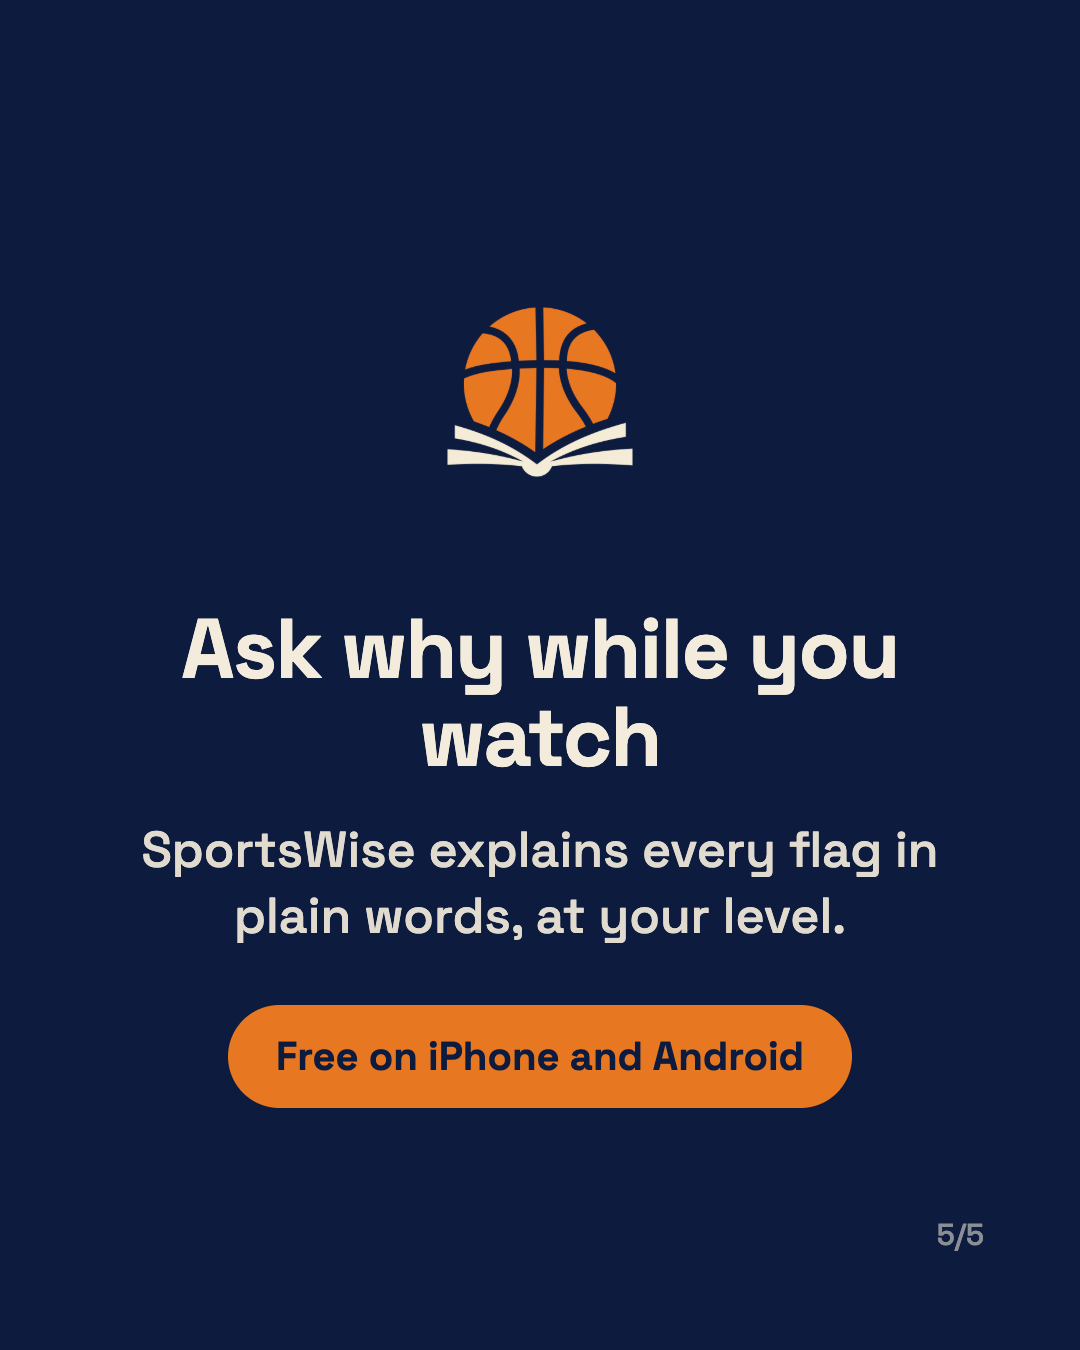 Ask why while you
watch
SportsWise explains every flag in
plain words, at your level.
Free on iPhone and Android
5/5